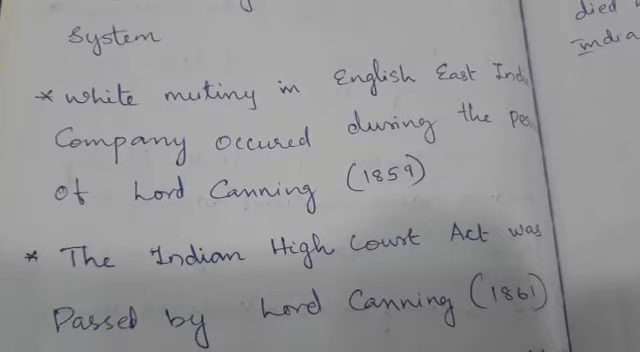 System
* White mutiny in English East Ind
Company occured during the pe
of Lord Canning (1859)
* The Indian High Court Act was
Passed by Lord Canning (1861)
died
india